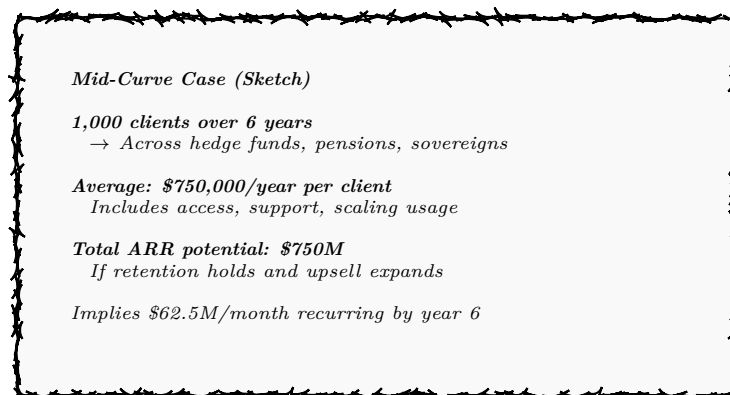 Mid-Curve Case (Sketch)
1,000 clients over 6 years
→ Across hedge funds, pensions, sovereigns
Average: $750,000/year per client
Includes access, support, scaling usage
Total ARR potential: $750M
If retention holds and upsell expands
Implies $62.5M/month recurring by year 6